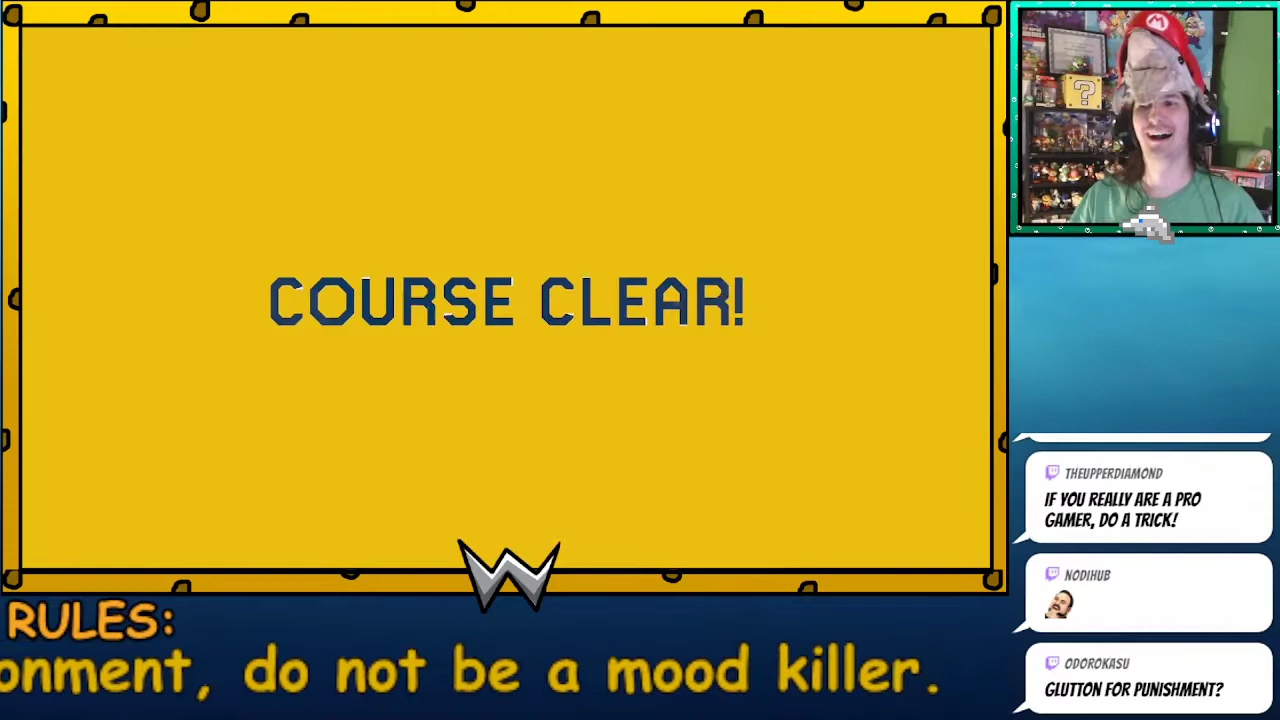 COURSE CLEAR!
THEUPPERDIAMOND
IF YOU REALLY ARE A PRO
GAMER, DO A TRICK!
NODIHUB
ODOROKASU
GLUTTON FOR PUNISHMENT?
RULES:
onment, do not be a mood killer.